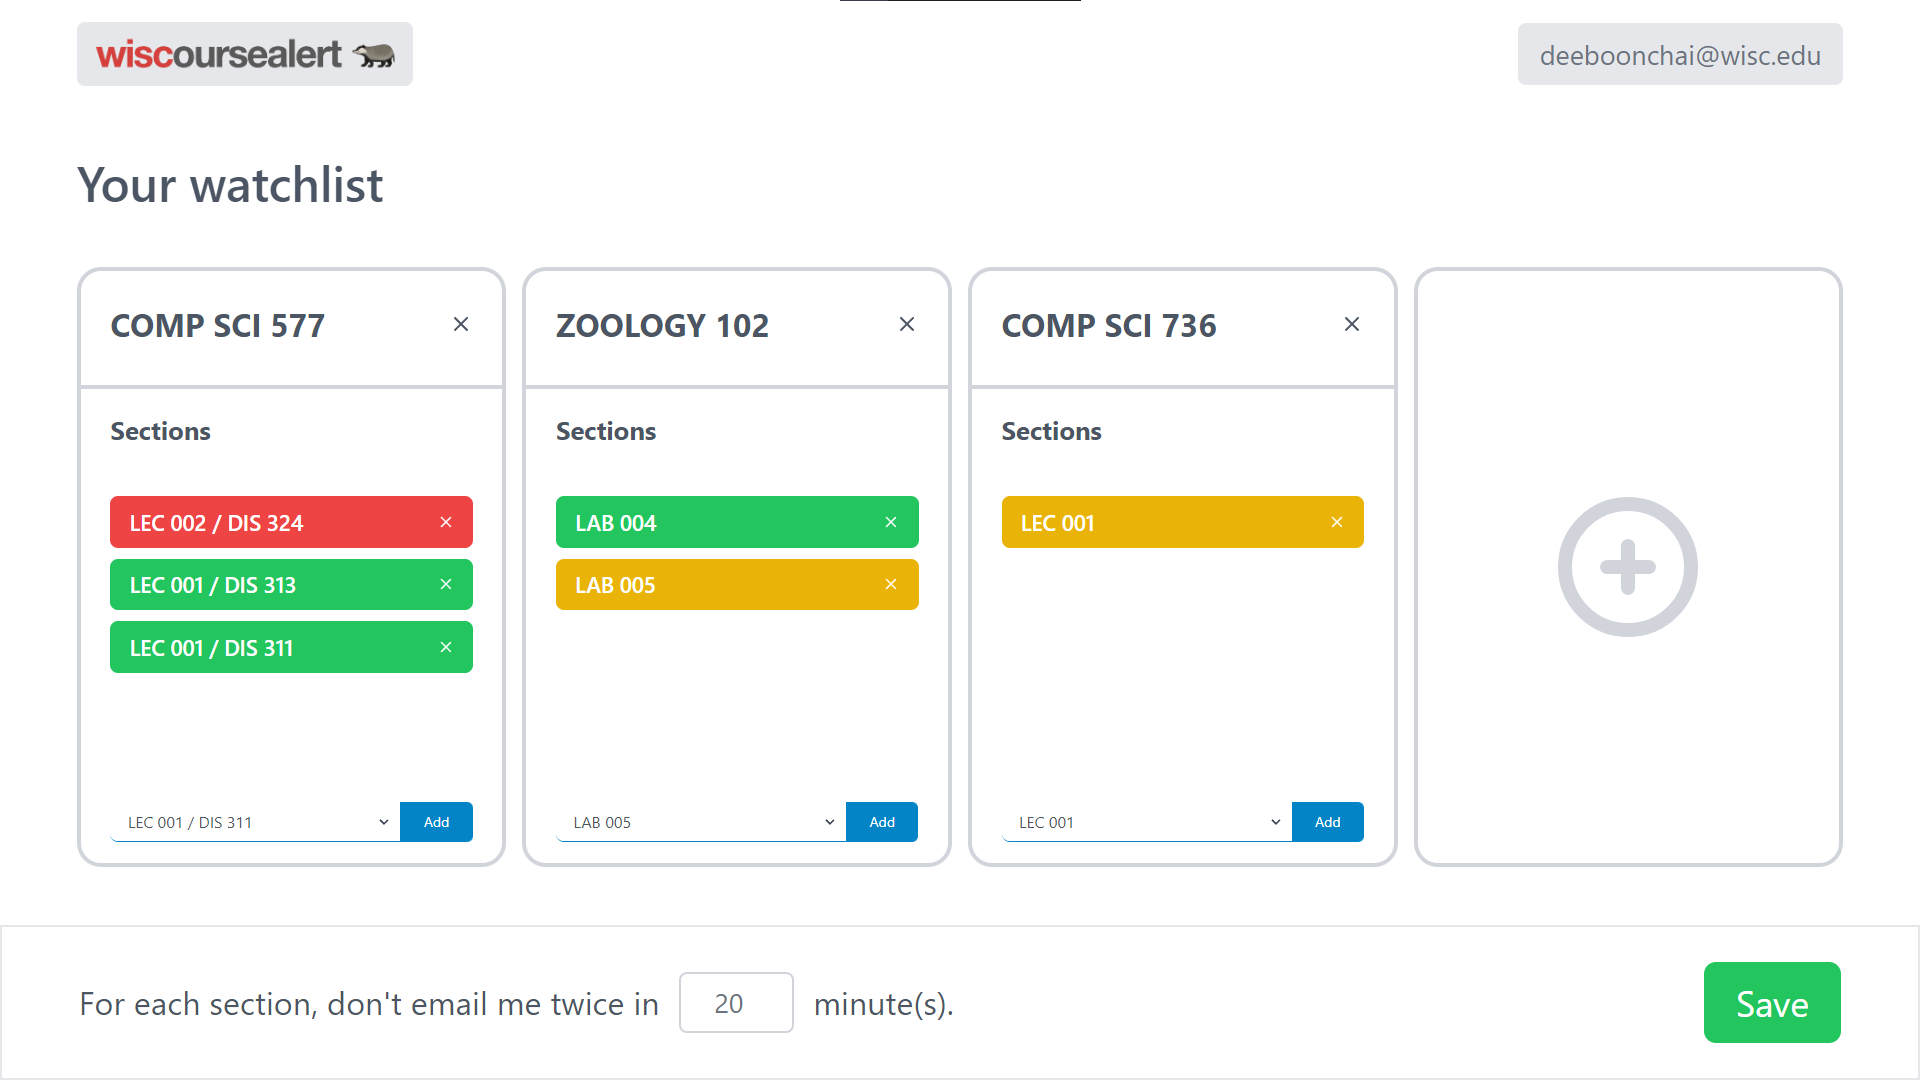 wiscoursealert
deeboonchai@wisc.edu
Your watchlist
COMP SCI 577
Sections
LEC 002 / DIS 324
LEC 001 / DIS 313
LEC 001 / DIS 311
LEC 001 / DIS 311
Add
ZOOLOGY 102
Sections
LAB 004
LAB 005
LAB 005
Add
COMP SCI 736
Sections
LEC 001
LEC 001
Add
For each section, don't email me twice in 20 minute(s).
Save